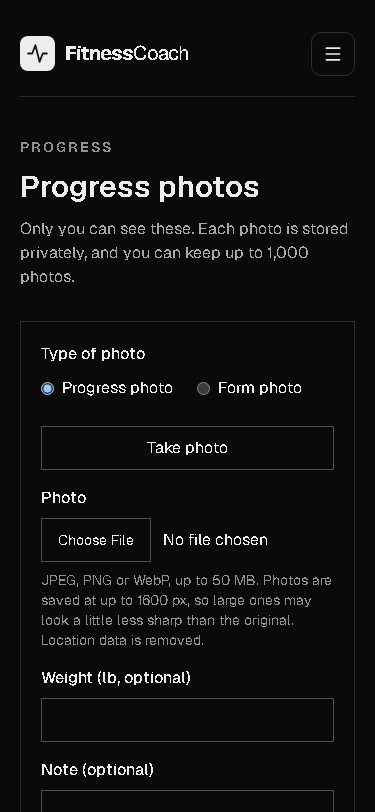 FitnessCoach
PROGRESS
Progress photos
Only you can see these. Each photo is stored
privately, and you can keep up to 1,000
photos.
Type of photo
Progress photo
Form photo
Take photo
Photo
Choose File
No file chosen
JPEG, PNG or WebP, up to 50 MB. Photos are
saved at up to 1600 px, so large ones may
look a little less sharp than the original.
Location data is removed.
Weight (lb, optional)
Note (optional)